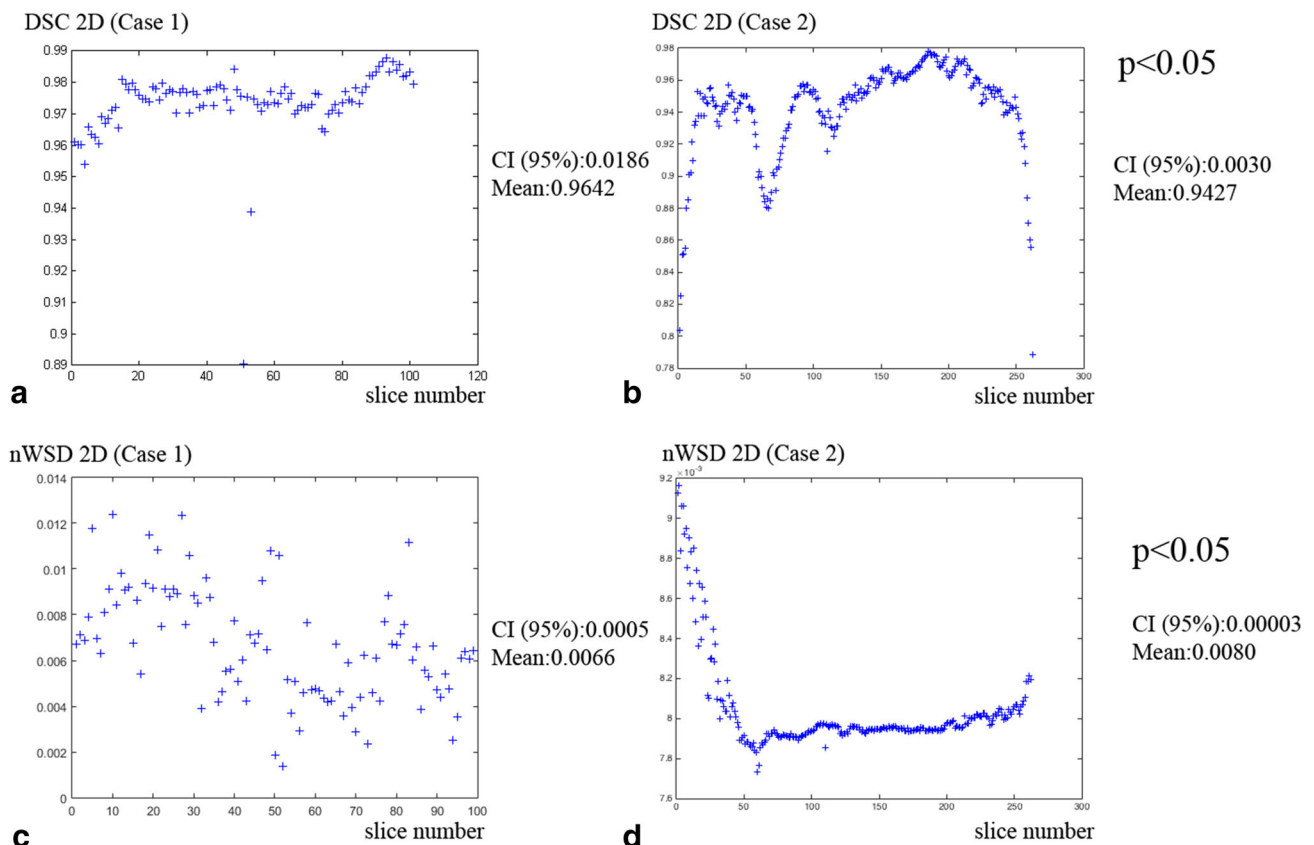 DSC 2D (Case 1)
0.99
0.98
0.97
0.96
0.95
0.94
0.93
0.92
0.91
0.9
0.89
0 20 40 60 80 100 120
slice number
a
CI (95%):0.0186
Mean:0.9642
DSC 2D (Case 2)
0.98
0.96
0.94
0.92
0.9
0.88
0.86
0.84
0.82
0.8
0.78
0 50 100 150 200 250 300
slice number
b
p<0.05
CI (95%):0.0030
Mean:0.9427
nWSD 2D (Case 1)
0.014
0.012
0.01
0.008
0.006
0.004
0.002
0
0 10 20 30 40 50 60 70 80 90 100
slice number
c
CI (95%):0.0005
Mean:0.0066
nWSD 2D (Case 2)
×10⁻³
9.2
9
8.8
8.6
8.4
8.2
8
7.8
7.6
0 50 100 150 200 250 300
slice number
d
p<0.05
CI (95%):0.00003
Mean:0.0080